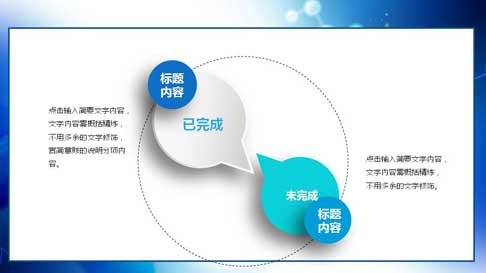 标题
内容
点击输入简要文字内容，
文字内容需概括精炼，
不用多余的文字修饰，
言简意赅的说明分项内
容。
已完成
点击输入简要文字内容，
文字内容需概括精炼，
不用多余的文字修饰。
未完成
标题
内容